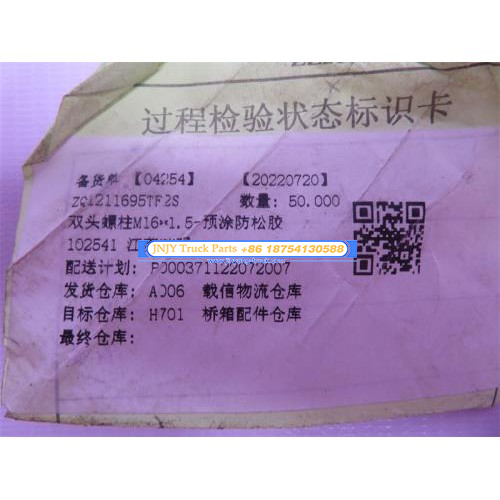 过程检验状态标识卡
备货料 【04254】 【20220720】
ZQ1211695TF2S 数量: 50.000
双头螺柱M16*1.5-预涂防松胶
102541 江
JNJY Truck Parts +86 18754130588
配送计划: P000371122072007
发货仓库: A006 载信物流仓库
目标仓库: H701 桥箱配件仓库
最终仓库: